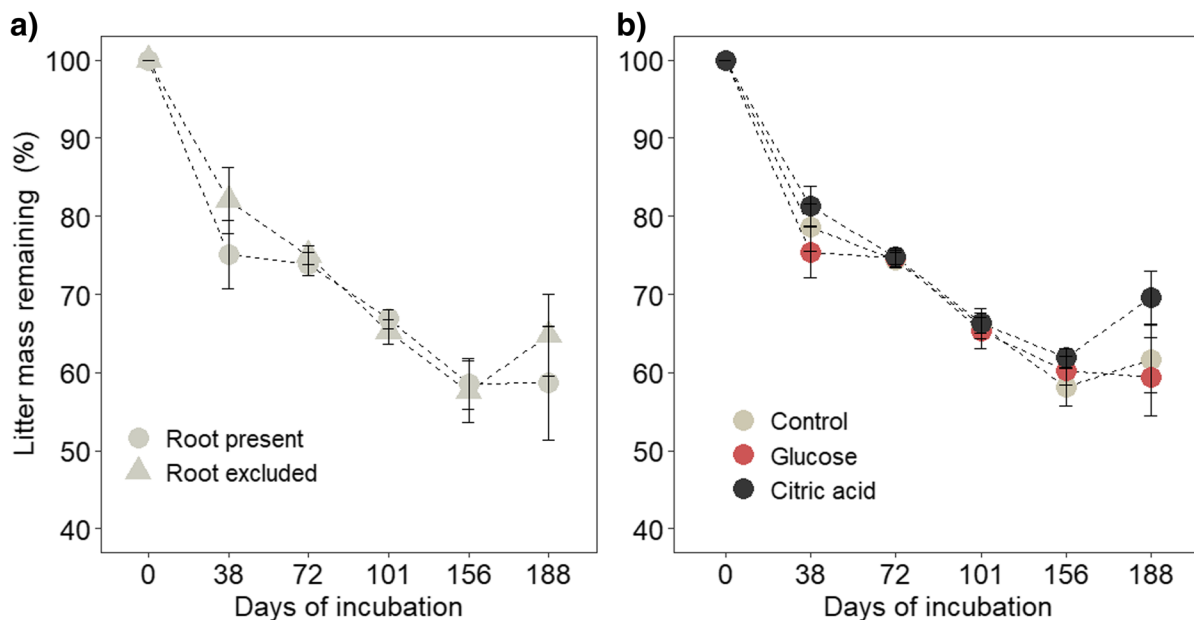 a)
Litter mass remaining (%)
100
90
80
70
60
50
40
Root present
Root excluded
0 38 72 101 156 188
Days of incubation
b)
100
90
80
70
60
50
40
Control
Glucose
Citric acid
0 38 72 101 156 188
Days of incubation